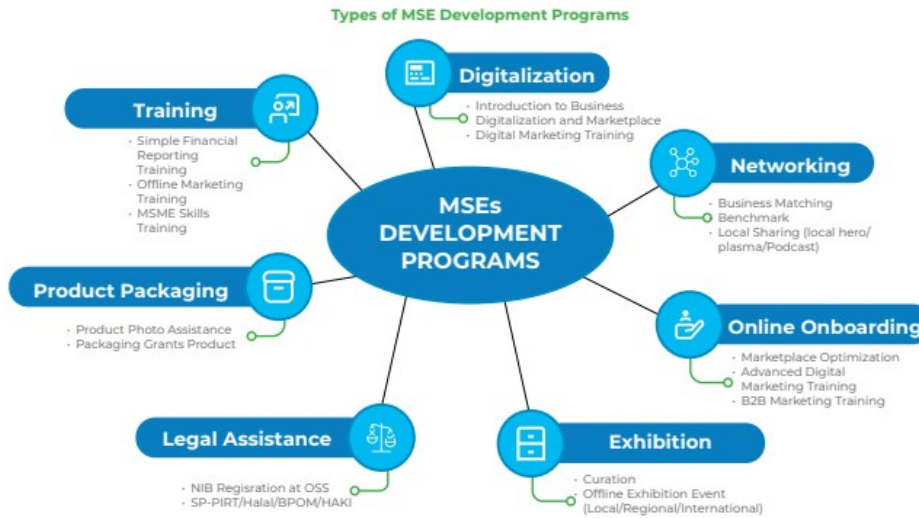 Types of MSE Development Programs
Digitalization
• Introduction to Business
Digitalization and Marketplace
• Digital Marketing Training
Training
• Simple Financial
Reporting
Training
• Offline Marketing
Training
• MSME Skills
Training
Networking
• Business Matching
• Benchmark
• Local Sharing (local hero/
plasma/Podcast)
MSEs
DEVELOPMENT
PROGRAMS
Product Packaging
• Product Photo Assistance
• Packaging Grants Product
Online Onboarding
• Marketplace Optimization
• Advanced Digital
Marketing Training
• B2B Marketing Training
Legal Assistance
• NIB Regisration at OSS
• SP-PIRT/Halal/BPOM/HAKI
Exhibition
• Curation
• Offline Exhibition Event
(Local/Regional/International)